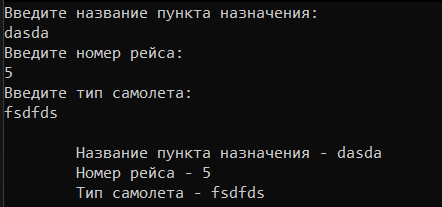 Введите название пункта назначения:
dasda
Введите номер рейса:
5
Введите тип самолета:
fsdfds
Название пункта назначения - dasda
Номер рейса - 5
Тип самолета - fsdfds